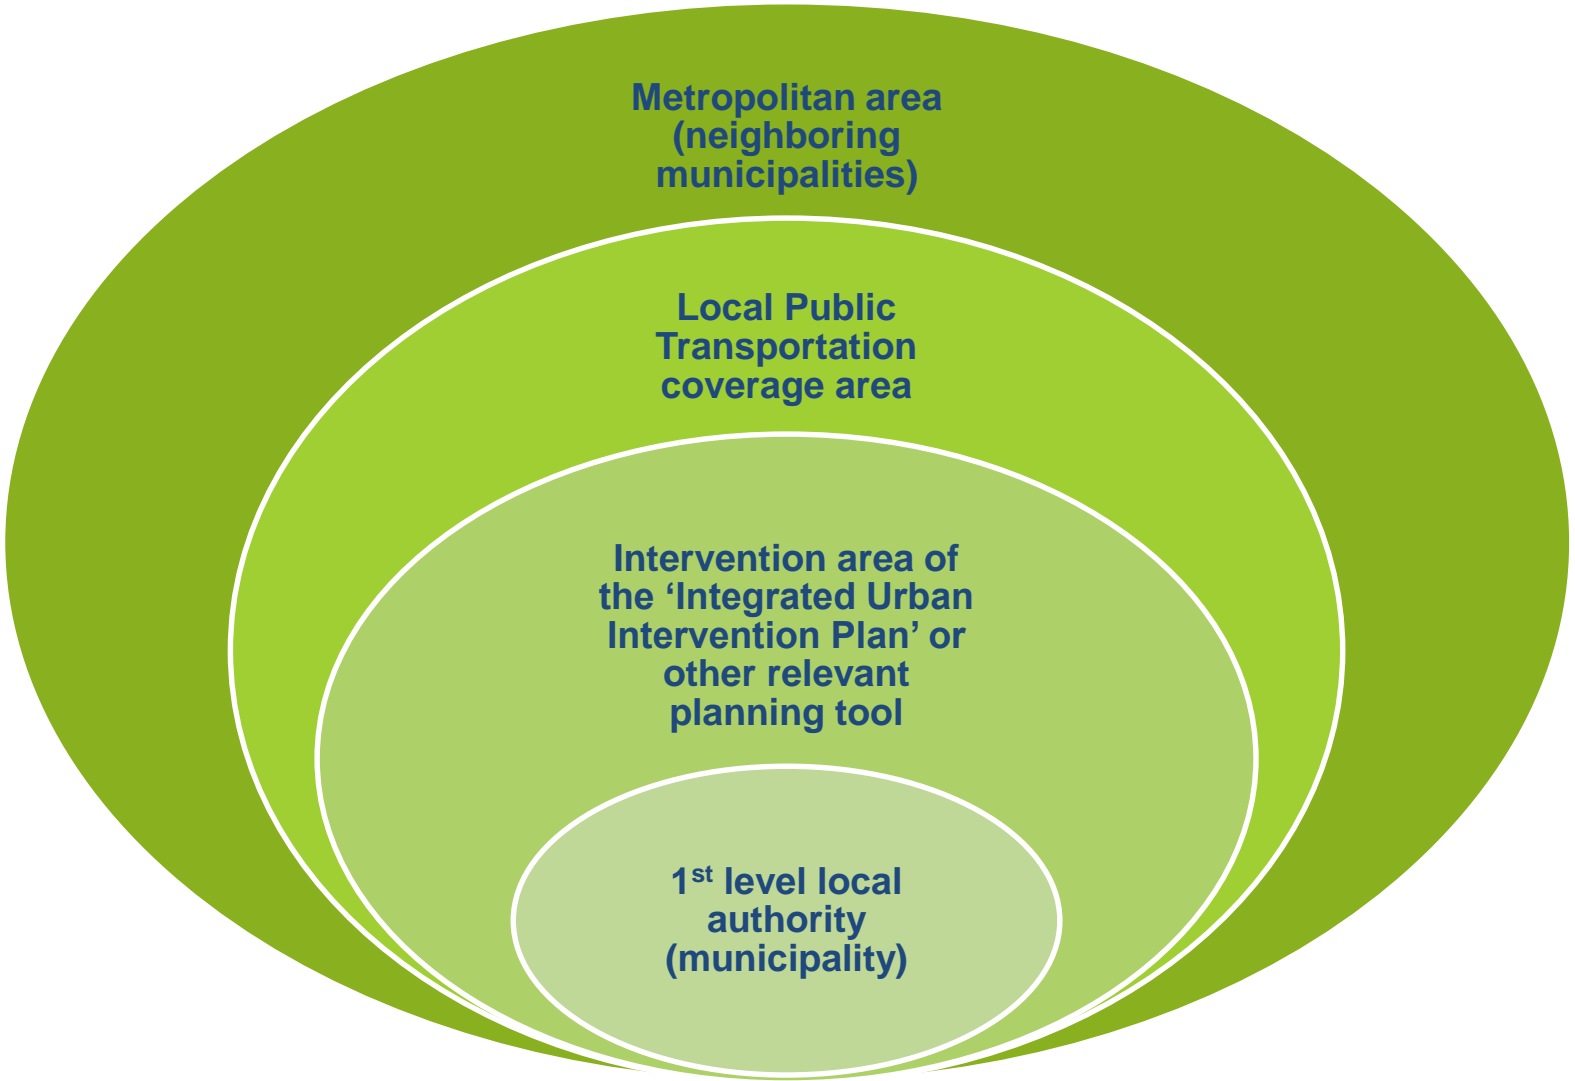 Metropolitan area
(neighboring
municipalities)
Local Public
Transportation
coverage area
Intervention area of
the ‘Integrated Urban
Intervention Plan’ or
other relevant
planning tool
1st level local
authority
(municipality)